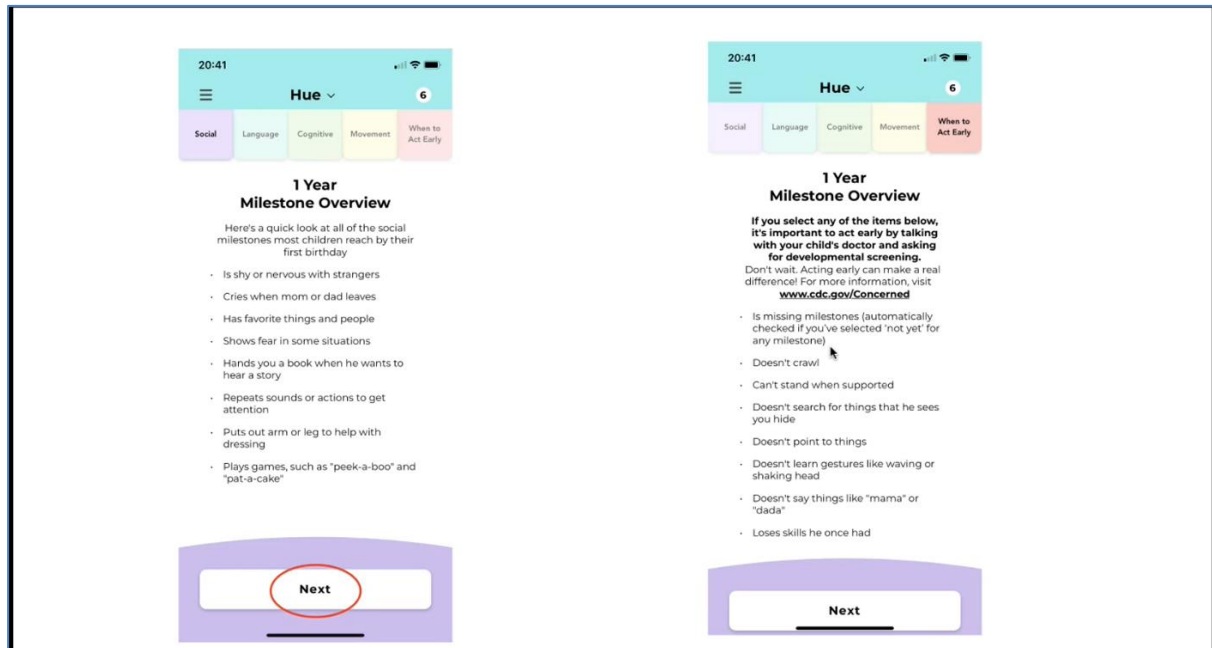 20:41
Hue
6
Social
Language
Cognitive
Movement
When to
Act Early
1 Year
Milestone Overview
Here's a quick look at all of the social
milestones most children reach by their
first birthday
· Is shy or nervous with strangers
· Cries when mom or dad leaves
· Has favorite things and people
· Shows fear in some situations
· Hands you a book when he wants to
hear a story
· Repeats sounds or actions to get
attention
· Puts out arm or leg to help with
dressing
· Plays games, such as "peek-a-boo" and
"pat-a-cake"
Next
20:41
Hue
6
Social
Language
Cognitive
Movement
When to
Act Early
1 Year
Milestone Overview
If you select any of the items below,
it's important to act early by talking
with your child's doctor and asking
for developmental screening.
Don't wait. Acting early can make a real
difference! For more information, visit
www.cdc.gov/Concerned
· Is missing milestones (automatically
checked if you've selected 'not yet' for
any milestone)
· Doesn't crawl
· Can't stand when supported
· Doesn't search for things that he sees
you hide
· Doesn't point to things
· Doesn't learn gestures like waving or
shaking head
· Doesn't say things like "mama" or
"dada"
· Loses skills he once had
Next